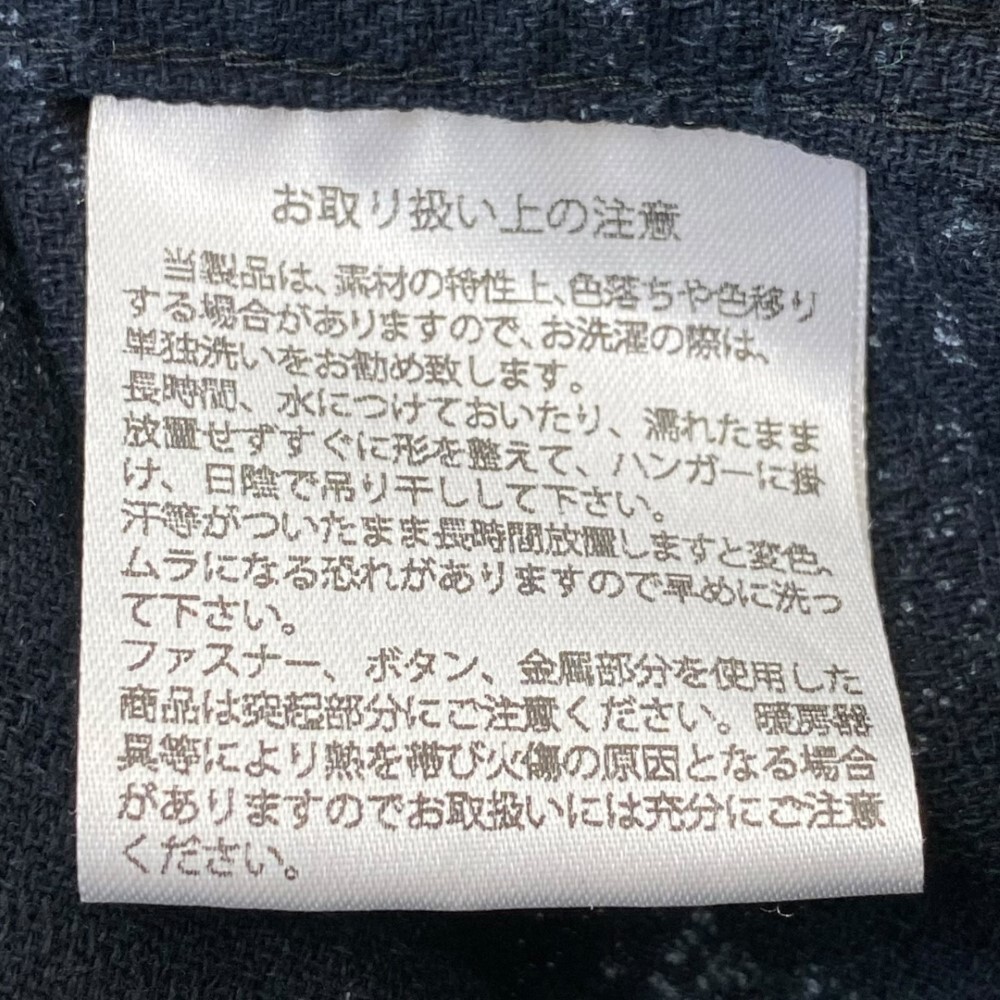 お取り扱い上の注意
当製品は、素材の特性上、色落ちや色移り
する場合がありますので、お洗濯の際は、
単独洗いをお勧め致します。
長時間、水につけておいたり、濡れたまま
放置せずすぐに形を整えて、ハンガーに掛
け、日陰で吊り干しして下さい。
汗等がついたまま長時間放置しますと変色、
ムラになる恐れがありますので早めに洗っ
て下さい。
ファスナー、ボタン、金属部分を使用した
商品は突起部分にご注意ください。暖房器
具等により熱を帯び火傷の原因となる場合
がありますのでお取扱いには充分にご注意
ください。